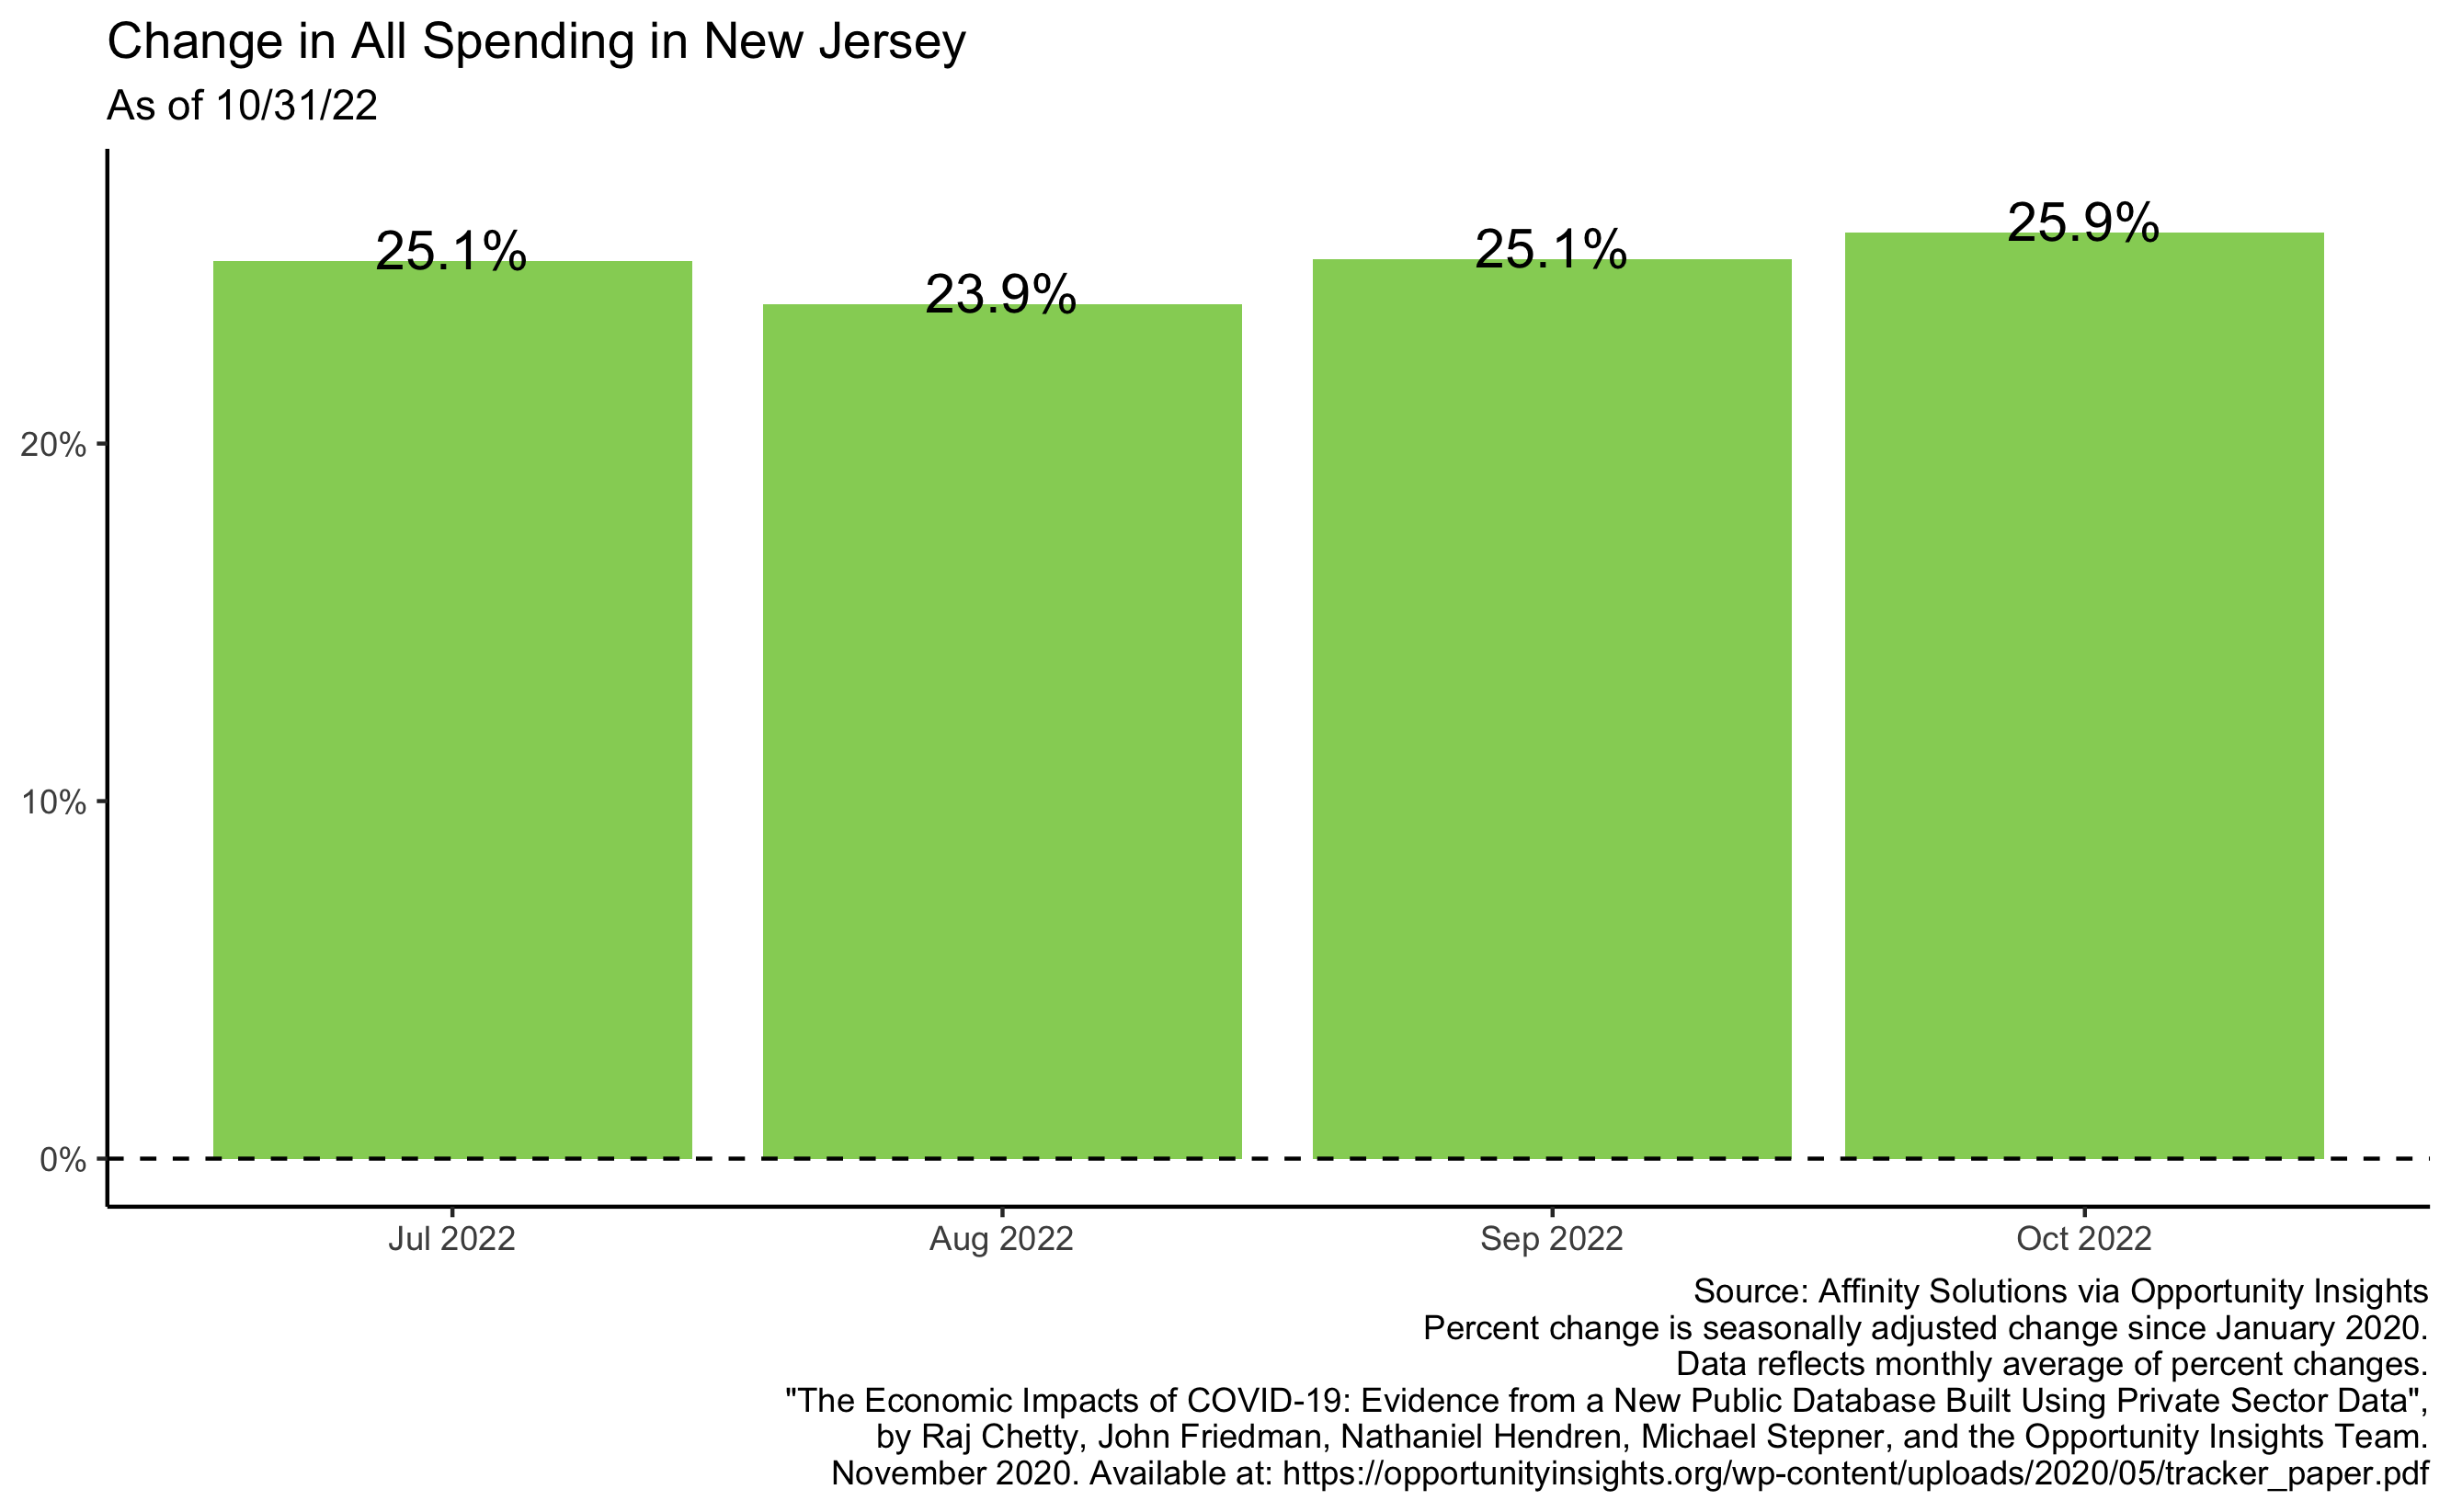 Change in All Spending in New Jersey
As of 10/31/22
25.1%
23.9%
25.1%
25.9%
20%
10%
0%
Jul 2022
Aug 2022
Sep 2022
Oct 2022
Source: Affinity Solutions via Opportunity Insights
Percent change is seasonally adjusted change since January 2020.
Data reflects monthly average of percent changes.
"The Economic Impacts of COVID-19: Evidence from a New Public Database Built Using Private Sector Data",
by Raj Chetty, John Friedman, Nathaniel Hendren, Michael Stepner, and the Opportunity Insights Team.
November 2020. Available at: https://opportunityinsights.org/wp-content/uploads/2020/05/tracker_paper.pdf